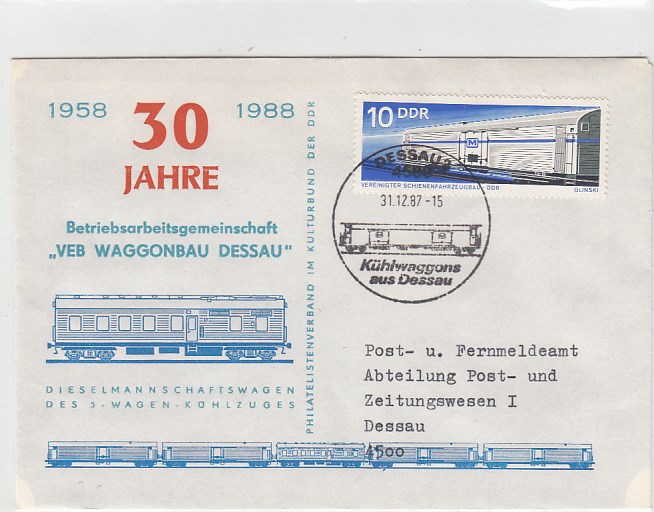 1958 30 1988
JAHRE
Betriebsarbeitsgemeinschaft
„VEB WAGGONBAU DESSAU"
DIESELMANNSCHAFTSWAGEN
DES 5-WAGEN-KÜHLZUGES
PHILATELISTENVERBAND IM KULTURBUND DER DDR
10 DDR
M
VEREINIGTER SCHIENENFAHRZEUGBAU · DDR
GLINSKI
DESSAU 1
4500
31.12.87-15
Kühlwaggons
aus Dessau
Post- u. Fernmeldeamt
Abteilung Post- und
Zeitungswesen I
Dessau
4500